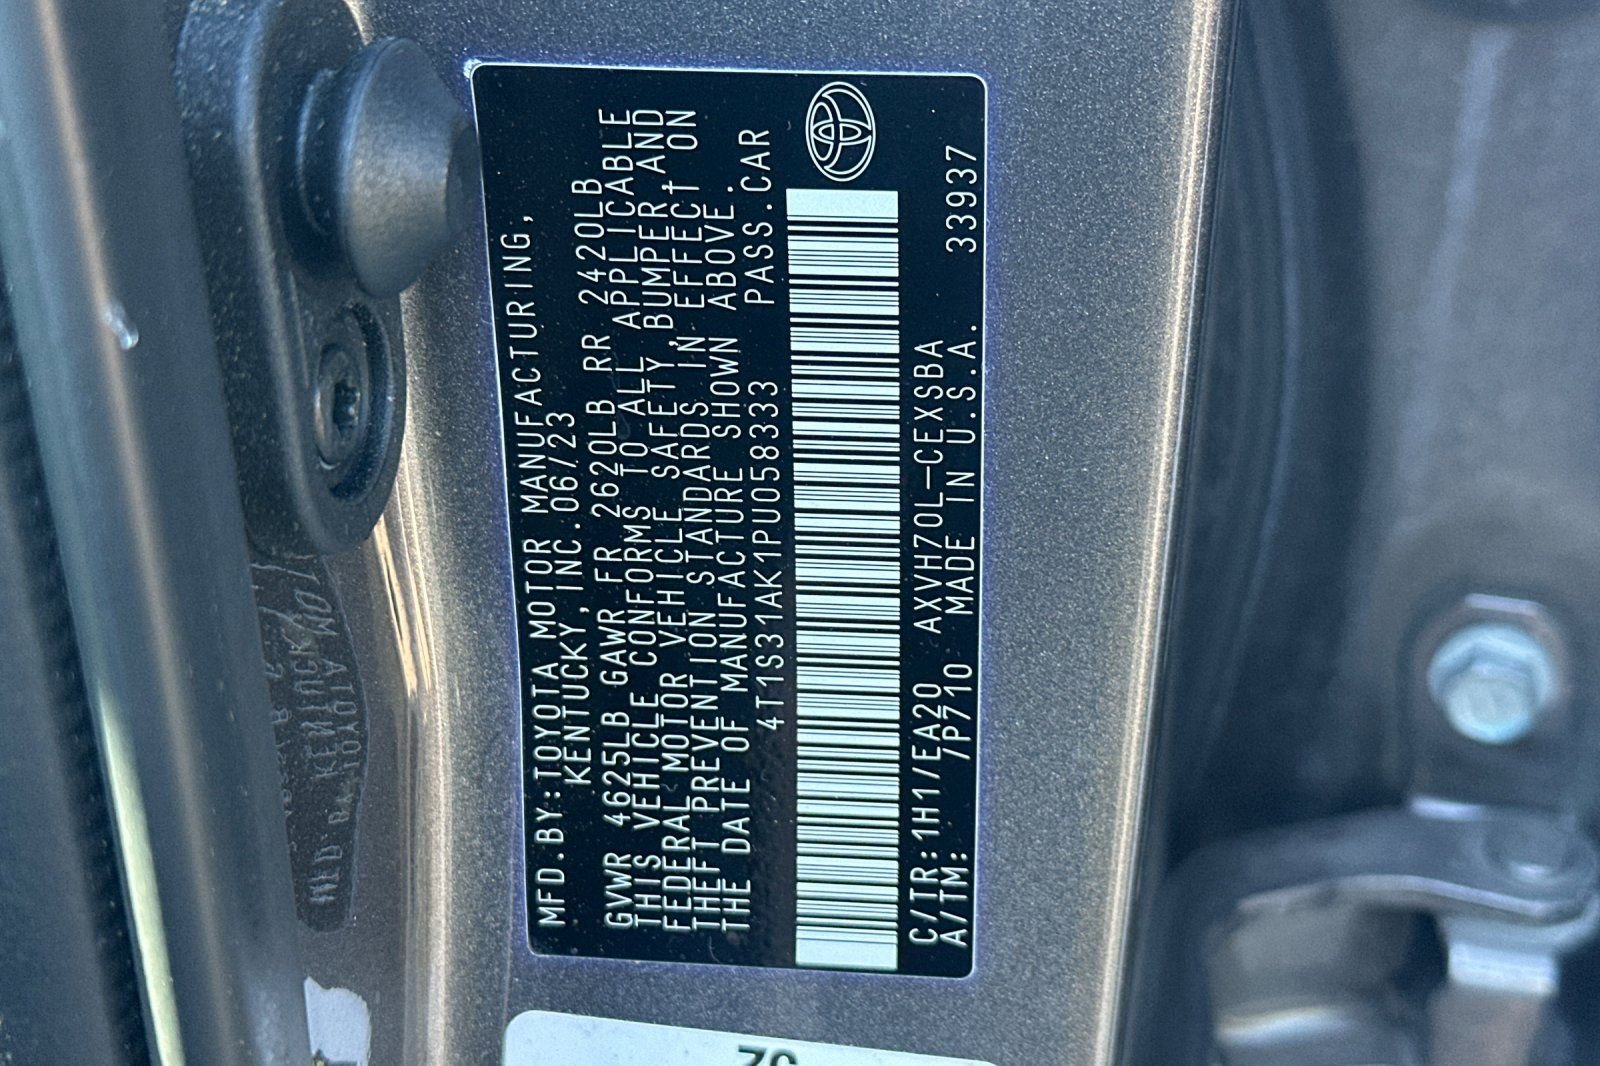 MFD.BY:TOYOTA MOTOR MANUFACTURING,
KENTUCKY,INC. 06/23
GVWR 4625LB GAWR FR 2620LB RR 2420LB
THIS VEHICLE CONFORMS TO ALL APPLICABLE
FEDERAL MOTOR VEHICLE SAFETY,BUMPER,AND
THEFT PREVENTION STANDARDS IN EFFECT ON
THE DATE OF MANUFACTURE SHOWN ABOVE.
4T1S31AK1PU058333 PASS.CAR
C/TR:1H1/EA20 AXVH70L-CEXSBA
A/TM: /P710 MADE IN U.S.A. 33937